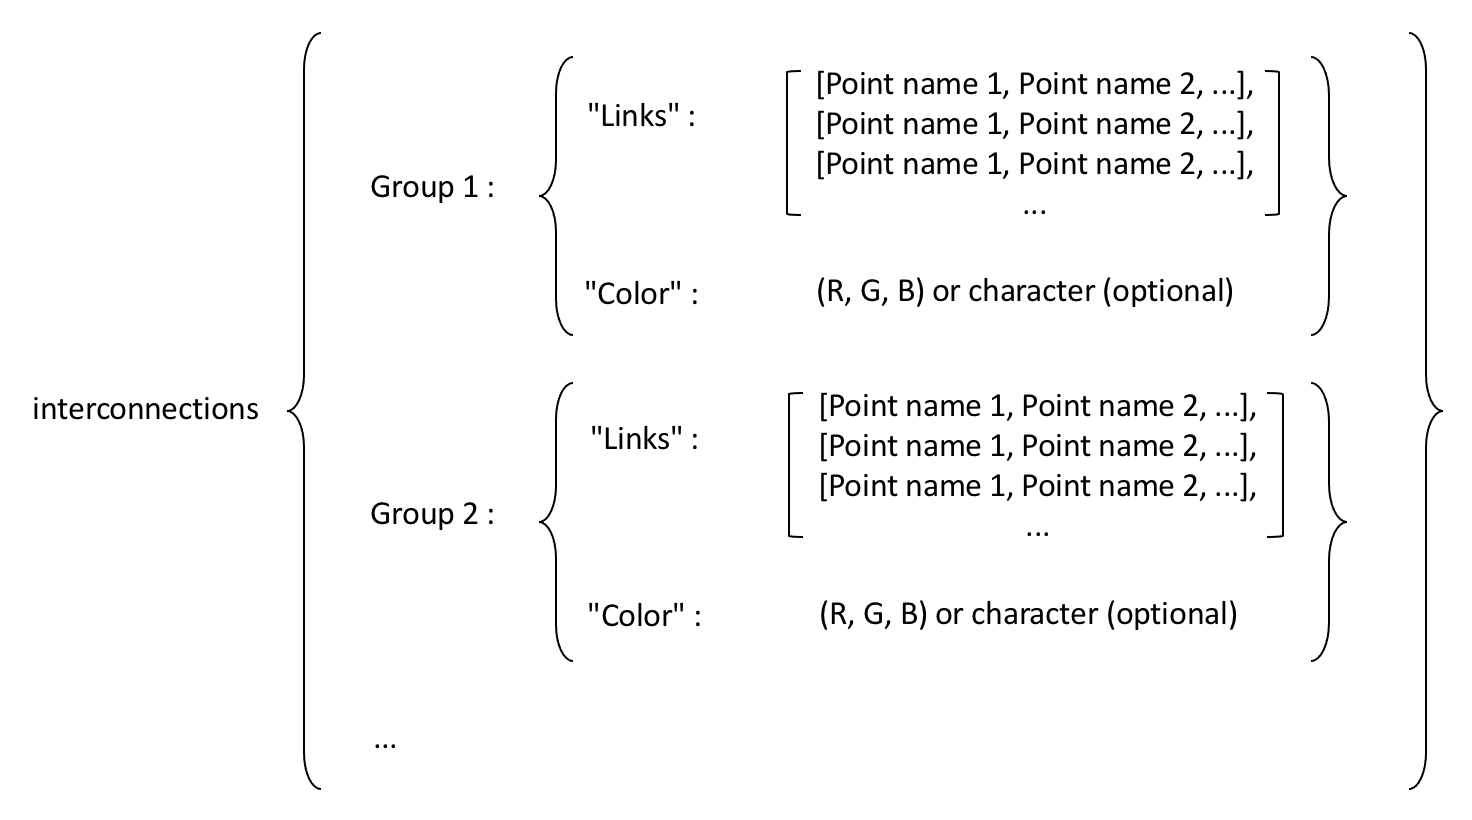 [Point name 1, Point name 2, ...],
"Links" :
[Point name 1, Point name 2, ...],
[Point name 1, Point name 2, ...],
Group 1 :
...
"Color" :
(R, G, B) or character (optional)
interconnections
[Point name 1, Point name 2, ...],
"Links" :
[Point name 1, Point name 2, ...],
[Point name 1, Point name 2, ...],
Group 2 :
...
"Color" :
(R, G, B) or character (optional)
...